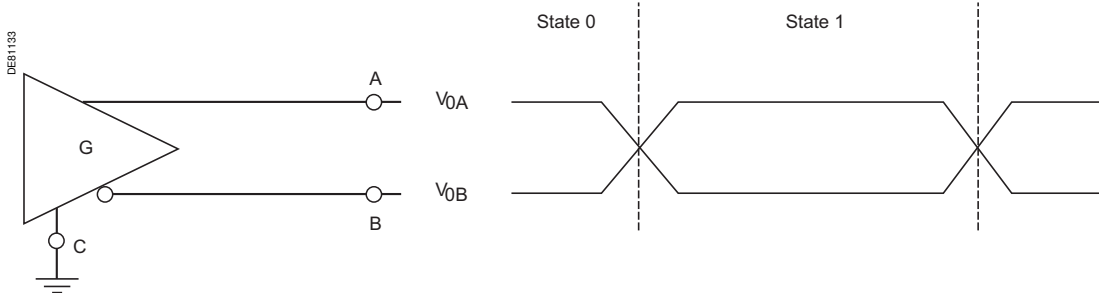 DE81133
State 0
State 1
A
V0A
G
V0B
B
C